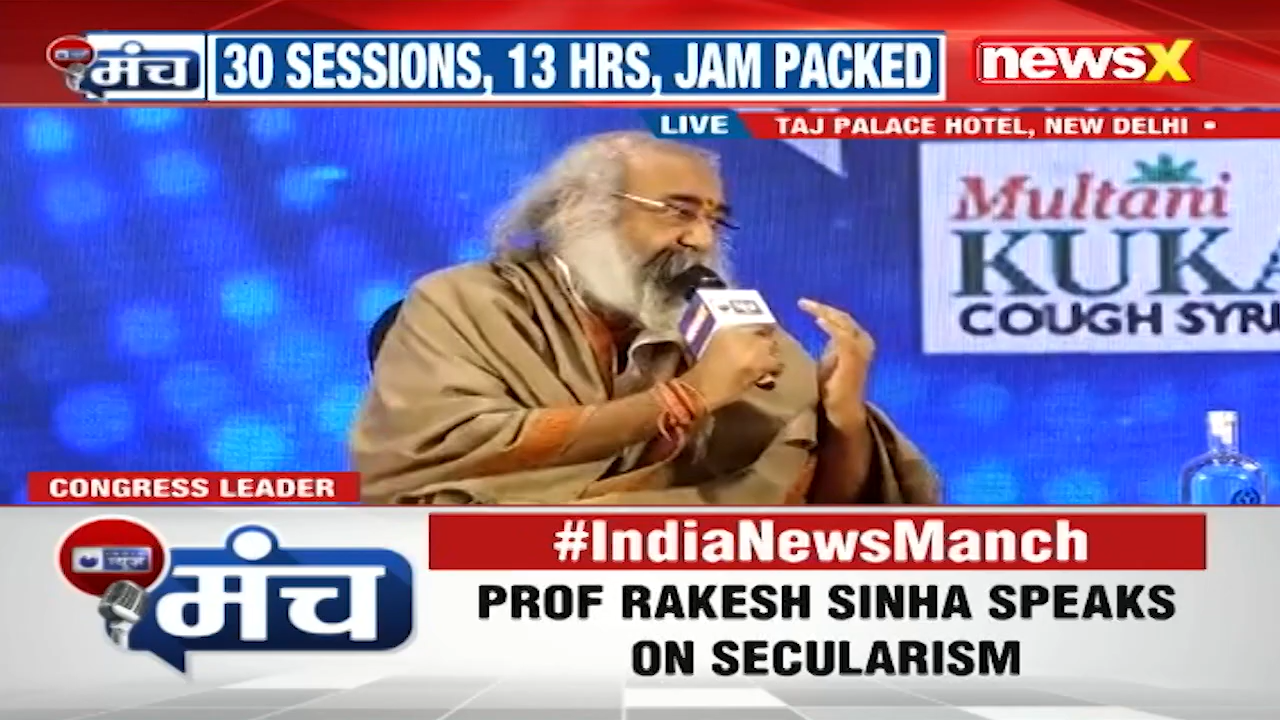 मंच
30 SESSIONS, 13 HRS, JAM PACKED
newsX
LIVE
TAJ PALACE HOTEL, NEW DELHI •
Multani
KUKA
COUGH SYR
CONGRESS LEADER
न्यूज़
मंच
#IndiaNewsManch
PROF RAKESH SINHA SPEAKS
ON SECULARISM